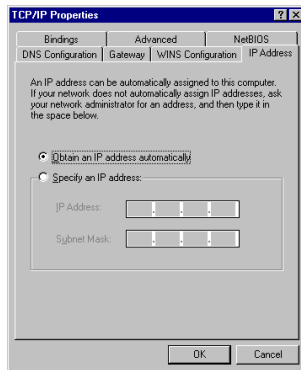 TCP/IP Properties
Bindings Advanced NetBIOS
DNS Configuration Gateway WINS Configuration IP Address
An IP address can be automatically assigned to this computer.
If your network does not automatically assign IP addresses, ask
your network administrator for an address, and then type it in
the space below.
Obtain an IP address automatically
Specify an IP address:
IP Address:
Subnet Mask:
OK Cancel